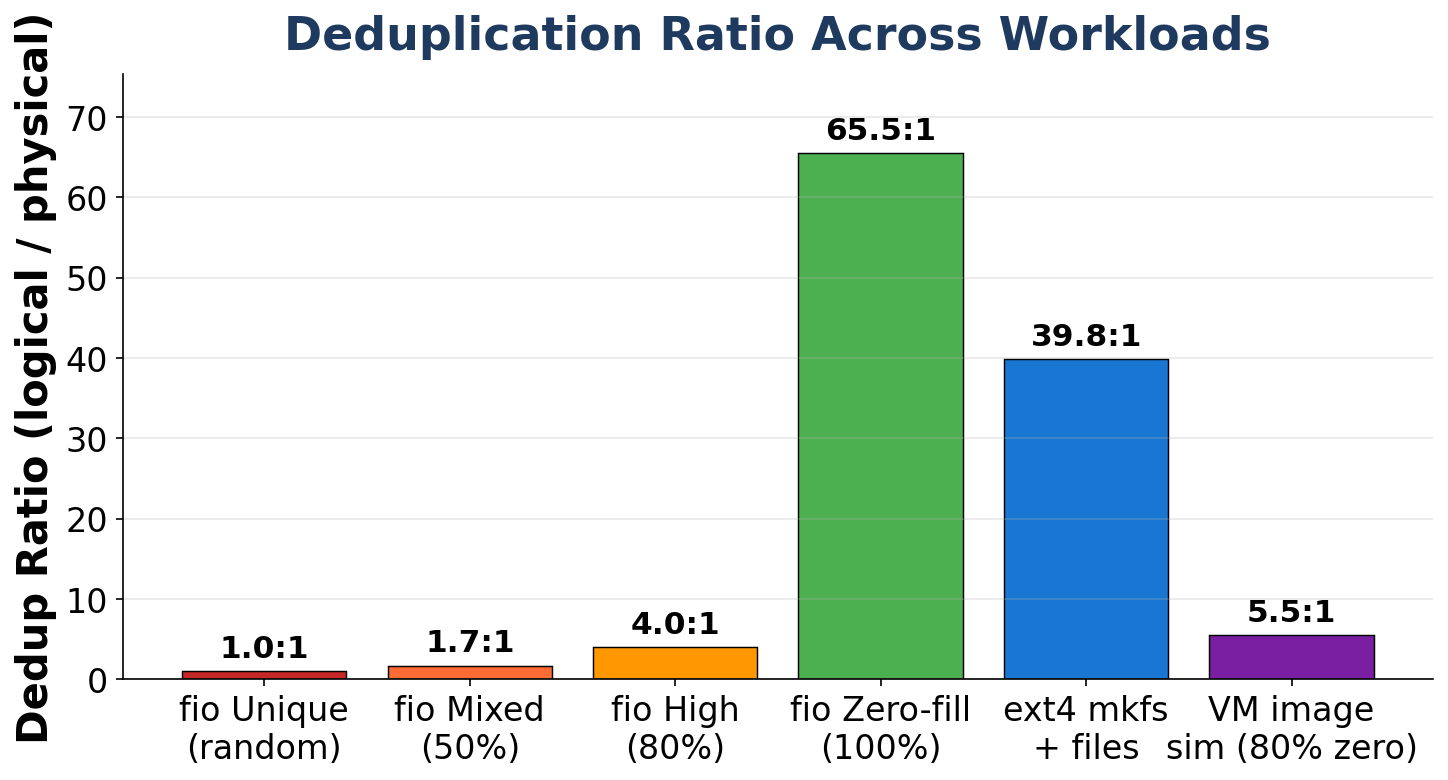 Deduplication Ratio Across Workloads
Dedup Ratio (logical / physical)
70
60
50
40
30
20
10
0
1.0:1
1.7:1
4.0:1
65.5:1
39.8:1
5.5:1
fio Unique
(random)
fio Mixed
(50%)
fio High
(80%)
fio Zero-fill
(100%)
ext4 mkfs
+ files
VM image
sim (80% zero)